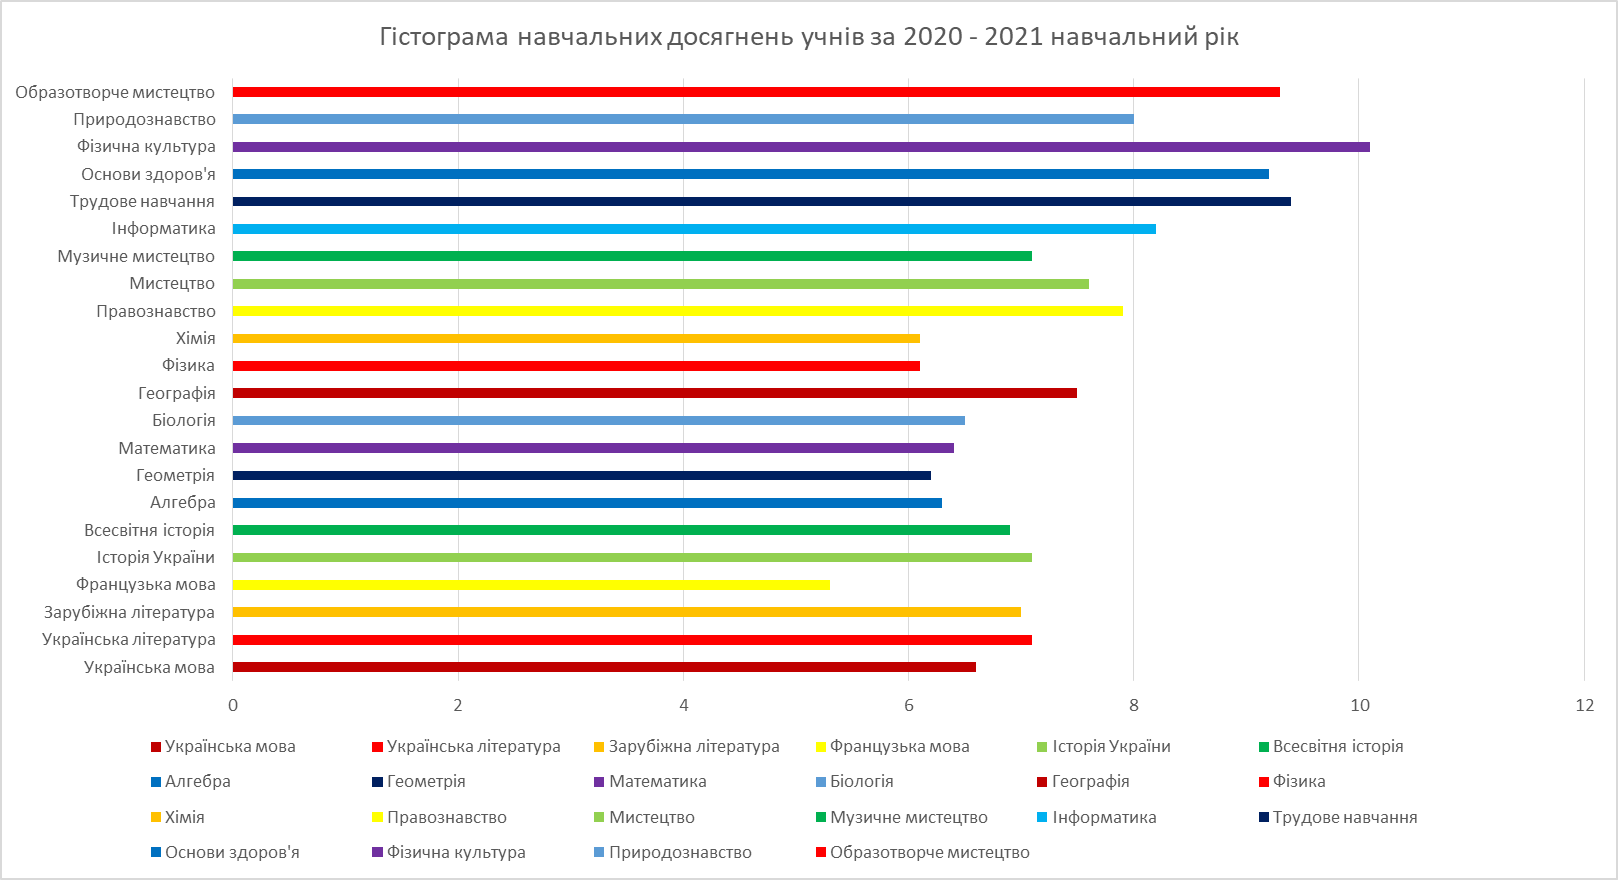 Гістограма навчальних досягнень учнів за 2020 - 2021 навчальний рік
Образотворче мистецтво
Природознавство
Фізична культура
Основи здоров'я
Трудове навчання
Інформатика
Музичне мистецтво
Мистецтво
Правознавство
Хімія
Фізика
Географія
Біологія
Математика
Геометрія
Алгебра
Всесвітня історія
Історія України
Французька мова
Зарубіжна література
Українська література
Українська мова
0 2 4 6 8 10 12
Українська мова Українська література Зарубіжна література Французька мова Історія України Всесвітня історія
Алгебра Геометрія Математика Біологія Географія Фізика
Хімія Правознавство Мистецтво Музичне мистецтво Інформатика Трудове навчання
Основи здоров'я Фізична культура Природознавство Образотворче мистецтво